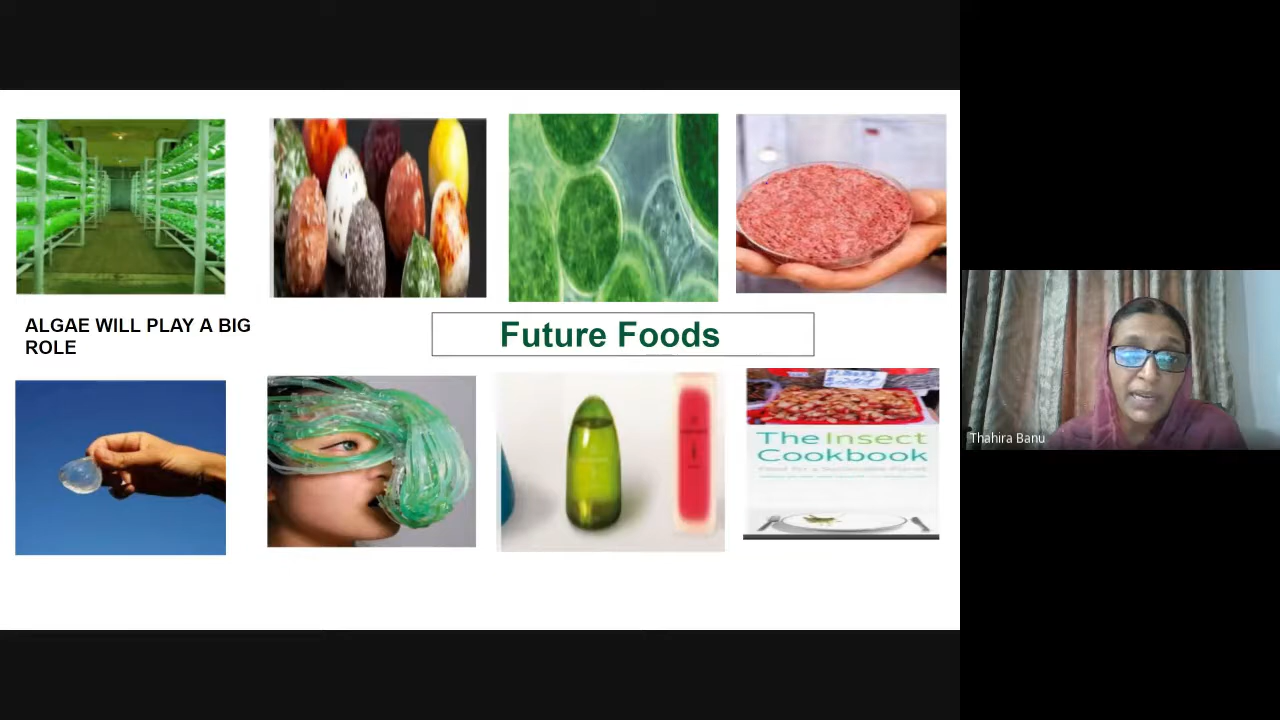 ALGAE WILL PLAY A BIG
ROLE
Future Foods
The Insect
Cookbook
Thahira Banu